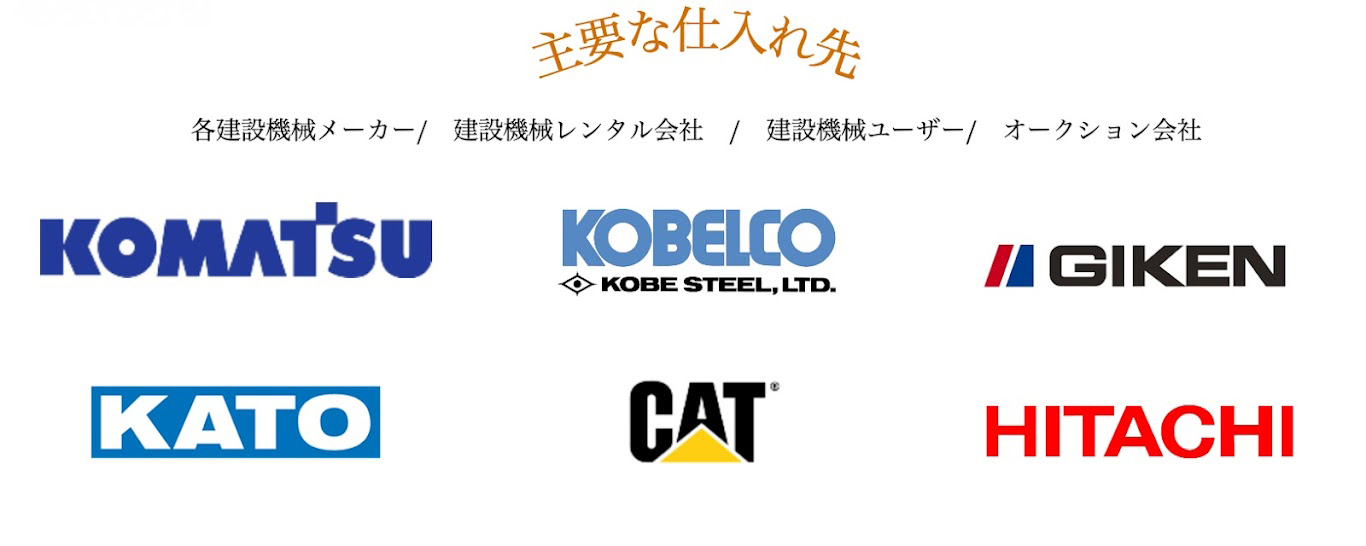 主要な仕入れ先
各建設機械メーカー/　建設機械レンタル会社　/　建設機械ユーザー/　オークション会社
KOMATSU
KOBELCO
KOBE STEEL, LTD.
GIKEN
KATO
CAT®
HITACHI